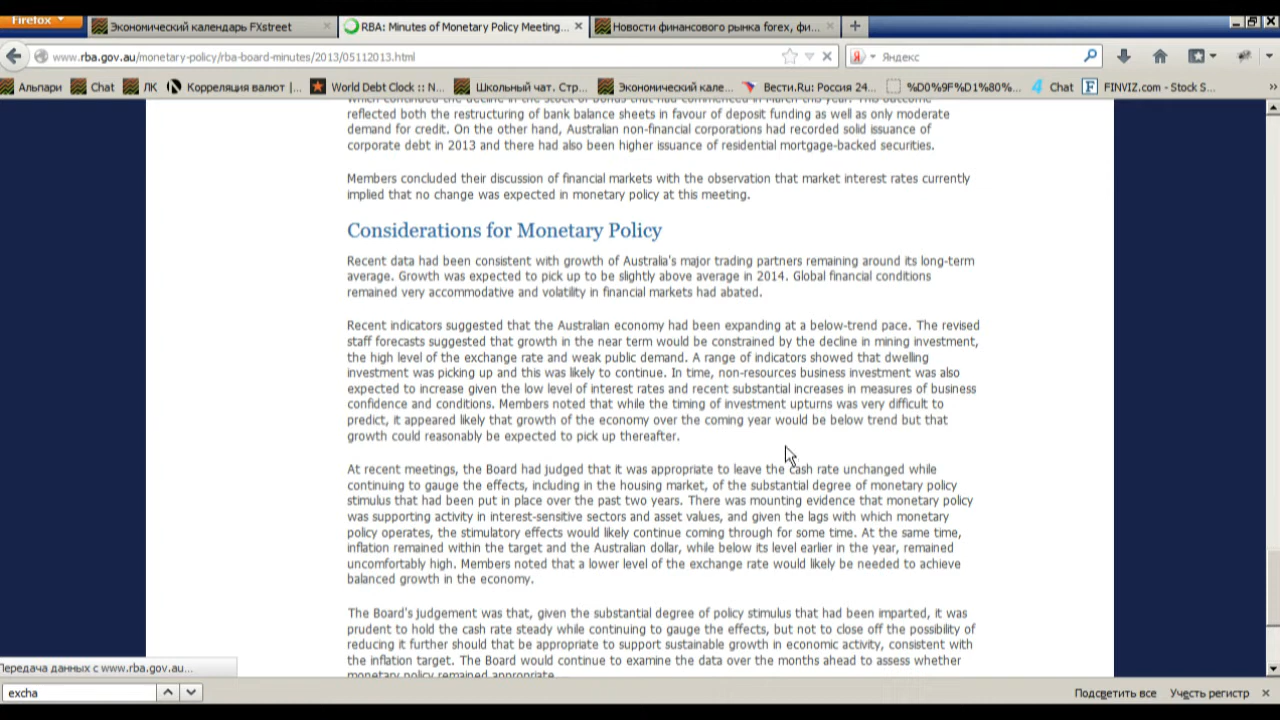 Firefox
Экономический календарь FXstreet
RBA: Minutes of Monetary Policy Meeting...
Новости финансового рынка forex, фи...
www.rba.gov.au/monetary-policy/rba-board-minutes/2013/05112013.html
Яндекс
Альпари
Chat
ЛК
Корреляция валют |...
World Debt Clock :: N...
Школьный чат. Стр...
Экономический кале...
Вести.Ru: Россия 24...
%D0%9F%D1%80%...
Chat
FINVIZ.com - Stock S...
which continued the decline in the stock of bonds that had commenced in March this year. This outcome
reflected both the restructuring of bank balance sheets in favour of deposit funding as well as only moderate
demand for credit. On the other hand, Australian non-financial corporations had recorded solid issuance of
corporate debt in 2013 and there had also been higher issuance of residential mortgage-backed securities.
Members concluded their discussion of financial markets with the observation that market interest rates currently
implied that no change was expected in monetary policy at this meeting.
Considerations for Monetary Policy
Recent data had been consistent with growth of Australia's major trading partners remaining around its long-term
average. Growth was expected to pick up to be slightly above average in 2014. Global financial conditions
remained very accommodative and volatility in financial markets had abated.
Recent indicators suggested that the Australian economy had been expanding at a below-trend pace. The revised
staff forecasts suggested that growth in the near term would be constrained by the decline in mining investment,
the high level of the exchange rate and weak public demand. A range of indicators showed that dwelling
investment was picking up and this was likely to continue. In time, non-resources business investment was also
expected to increase given the low level of interest rates and recent substantial increases in measures of business
confidence and conditions. Members noted that while the timing of investment upturns was very difficult to
predict, it appeared likely that growth of the economy over the coming year would be below trend but that
growth could reasonably be expected to pick up thereafter.
At recent meetings, the Board had judged that it was appropriate to leave the cash rate unchanged while
continuing to gauge the effects, including in the housing market, of the substantial degree of monetary policy
stimulus that had been put in place over the past two years. There was mounting evidence that monetary policy
was supporting activity in interest-sensitive sectors and asset values, and given the lags with which monetary
policy operates, the stimulatory effects would likely continue coming through for some time. At the same time,
inflation remained within the target and the Australian dollar, while below its level earlier in the year, remained
uncomfortably high. Members noted that a lower level of the exchange rate would likely be needed to achieve
balanced growth in the economy.
The Board's judgement was that, given the substantial degree of policy stimulus that had been imparted, it was
prudent to hold the cash rate steady while continuing to gauge the effects, but not to close off the possibility of
reducing it further should that be appropriate to support sustainable growth in economic activity, consistent with
the inflation target. The Board would continue to examine the data over the months ahead to assess whether
monetary policy remained appropriate.
Передача данных с www.rba.gov.au...
excha
Подсветить все
Учесть регистр